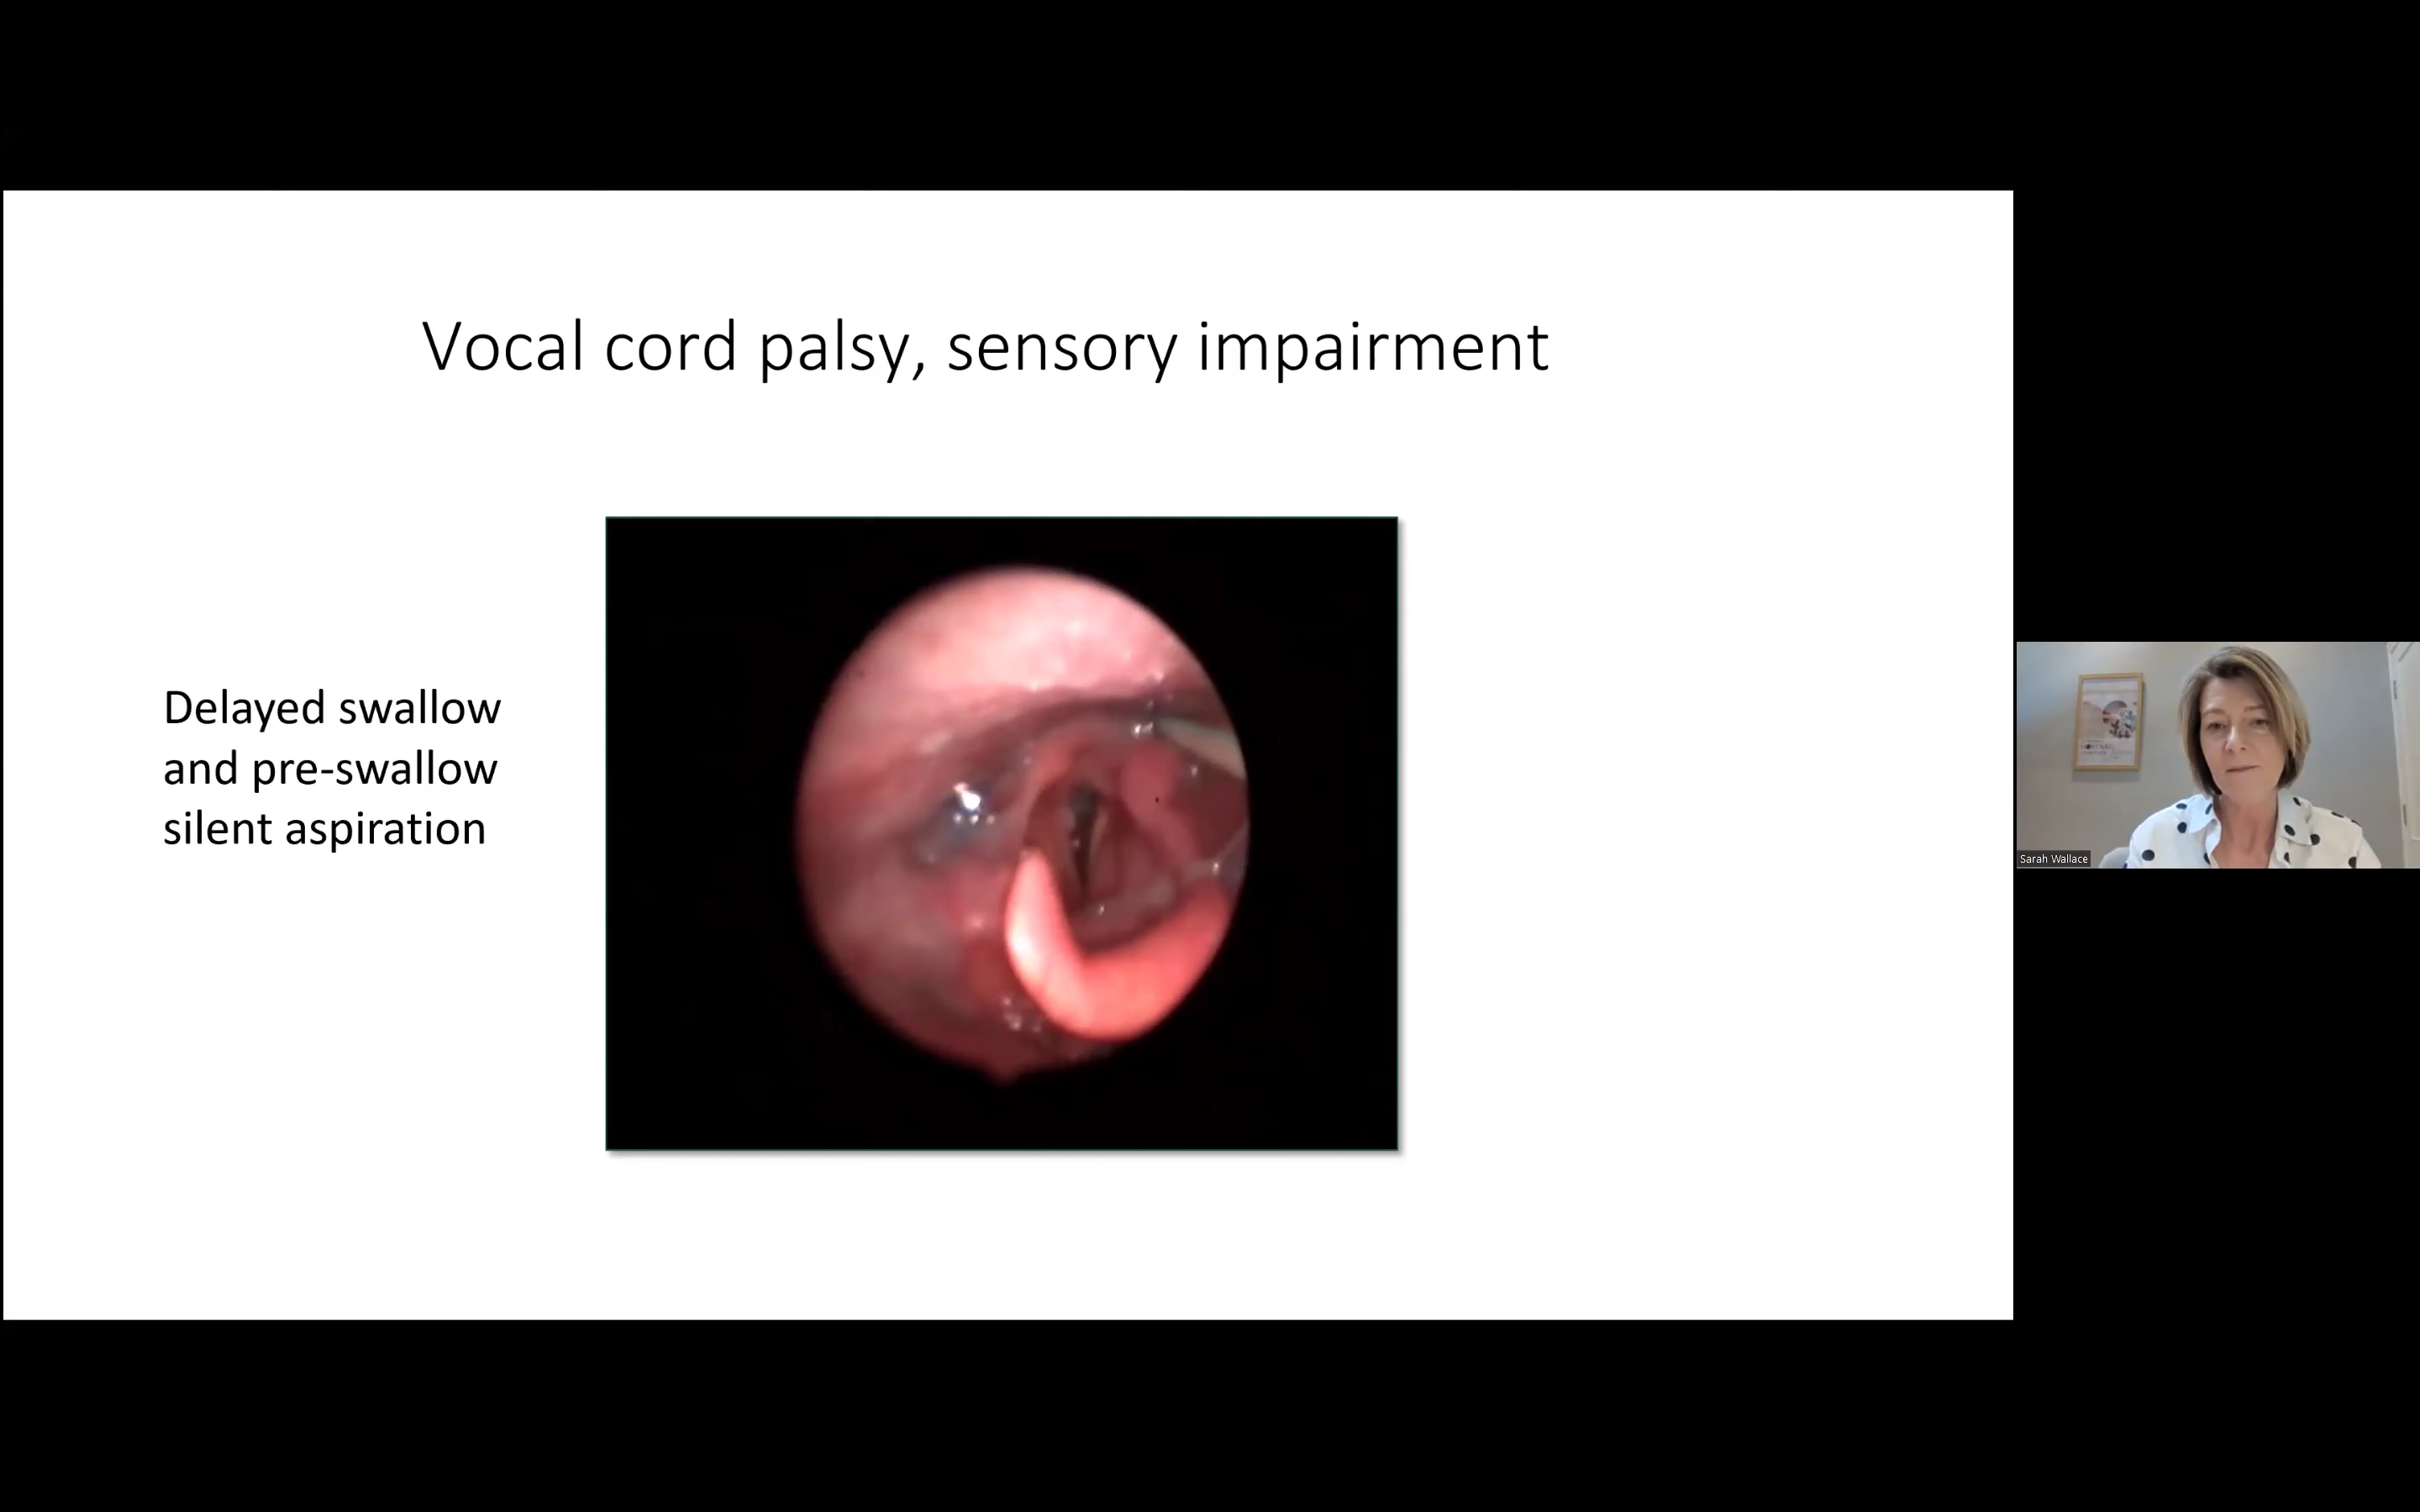 Vocal cord palsy, sensory impairment
Delayed swallow
and pre-swallow
silent aspiration
Sarah Wallace